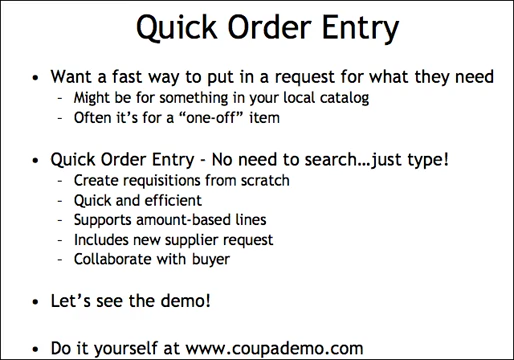 Quick Order Entry
• Want a fast way to put in a request for what they need
– Might be for something in your local catalog
– Often it's for a “one-off” item
• Quick Order Entry - No need to search…just type!
– Create requisitions from scratch
– Quick and efficient
– Supports amount-based lines
– Includes new supplier request
– Collaborate with buyer
• Let's see the demo!
• Do it yourself at www.coupademo.com